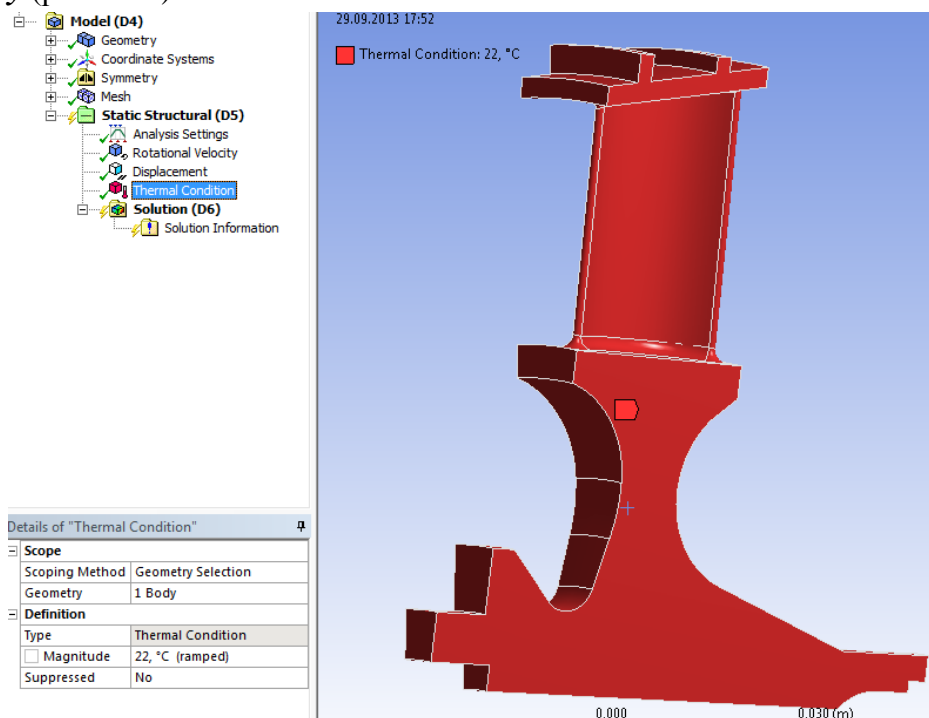 Model (D4)
Geometry
Coordinate Systems
Symmetry
Mesh
Static Structural (D5)
Analysis Settings
Rotational Velocity
Displacement
Thermal Condition
Solution (D6)
Solution Information
29.09.2013 17:52
Thermal Condition: 22, °C
Details of "Thermal Condition"
Scope
Scoping Method Geometry Selection
Geometry 1 Body
Definition
Type Thermal Condition
Magnitude 22, °C (ramped)
Suppressed No
0.000 0.030 (m)